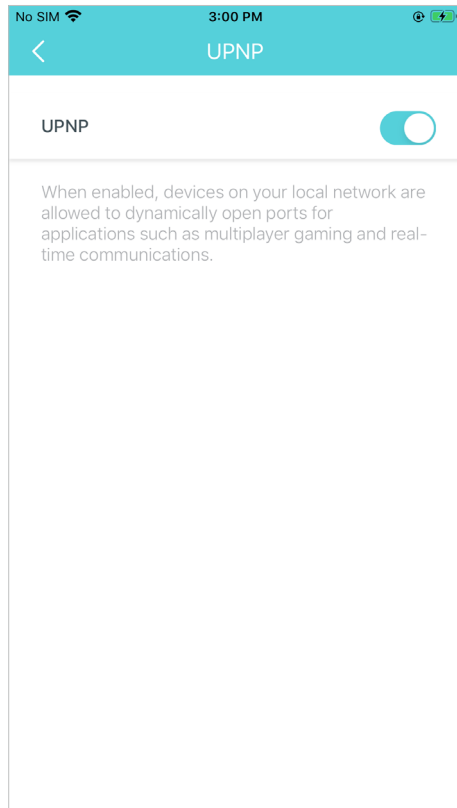 No SIM 3:00 PM
UPNP
UPNP
When enabled, devices on your local network are
allowed to dynamically open ports for
applications such as multiplayer gaming and real-
time communications.